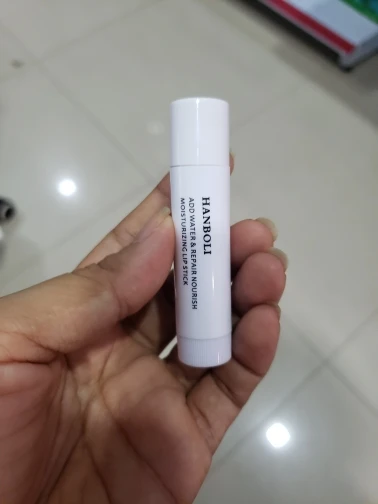 HANBOLI
ADD WATER & REPAIR NOURISH
MOISTURIZING LIP STICK